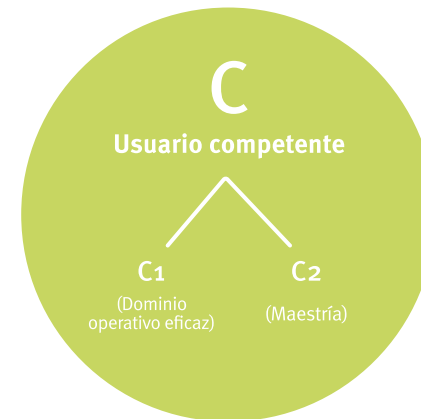 C
Usuario competente
C1
(Dominio
operativo eficaz)
C2
(Maestría)